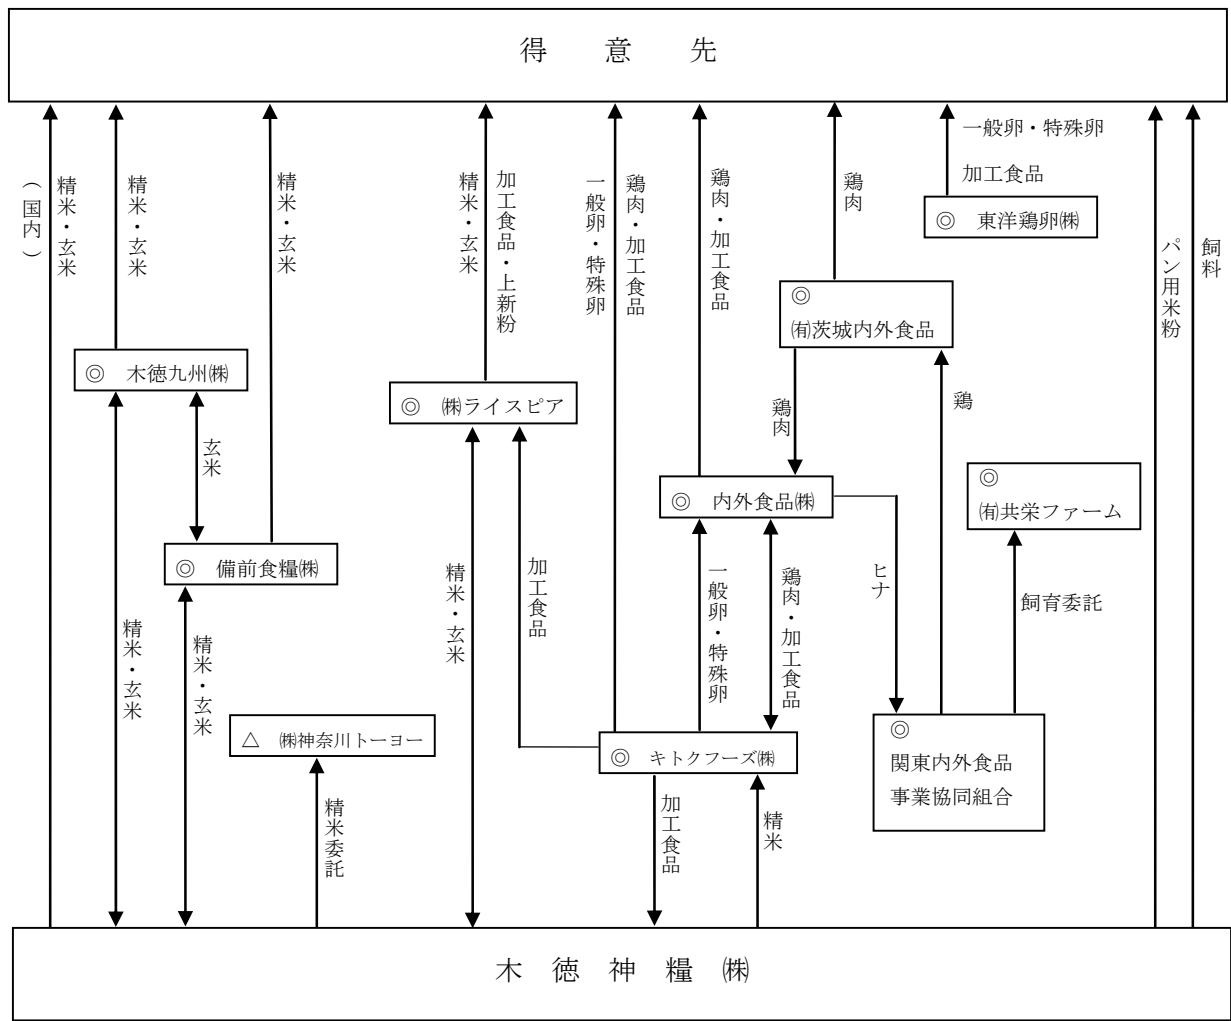 得 意 先
一般卵・特殊卵
加工食品
◎ 東洋鶏卵㈱
(国内)
精米・玄米
精米・玄米
精米・玄米
精米・玄米
加工食品・上新粉
一般卵・特殊卵
鶏肉・加工食品
鶏肉・加工食品
鶏肉
パン用米粉
飼料
◎
㈲茨城内外食品
◎ 木徳九州㈱
◎ ㈱ライスピア
鶏肉
鶏
玄米
◎
㈲共栄ファーム
◎ 内外食品㈱
◎ 備前食糧㈱
精米・玄米
加工食品
一般卵・特殊卵
鶏肉・加工食品
ヒナ
飼育委託
精米・玄米
精米・玄米
△ ㈱神奈川トーヨー
◎ キトクフーズ㈱
◎
関東内外食品
事業協同組合
精米委託
加工食品
精米
木 徳 神 糧 ㈱